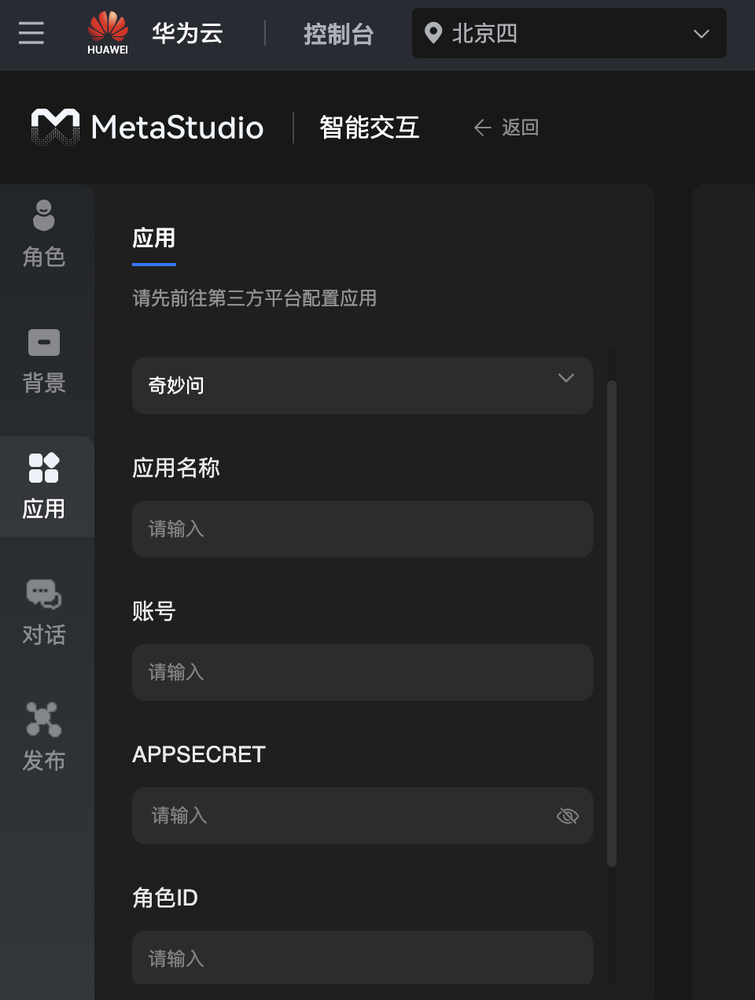 HUAWEI
华为云
控制台
北京四
MetaStudio
智能交互
返回
角色
背景
应用
对话
发布
应用
请先前往第三方平台配置应用
奇妙问
应用名称
请输入
账号
请输入
APPSECRET
请输入
角色ID
请输入